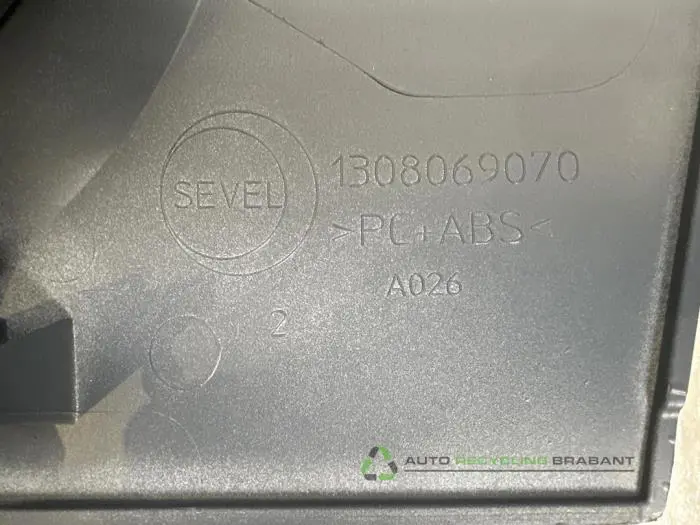 SEVEL
1308069070
>PC+ABS<
A026
2
AUTO RECYCLING BRABANT